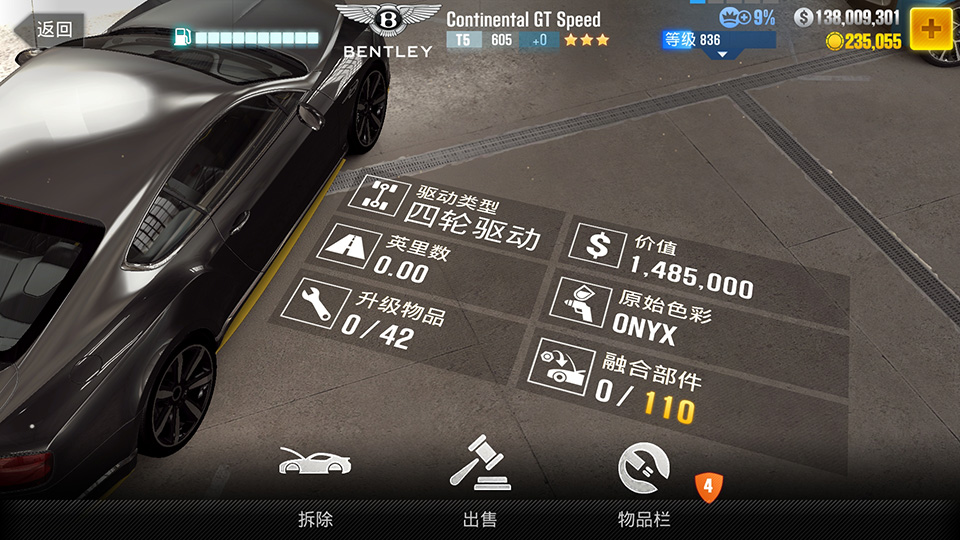 返回
B
BENTLEY
Continental GT Speed
T5 605 +0
9%
等级 836
$ 138,009,301
235,055
驱动类型
四轮驱动
英里数
0.00
升级物品
0/42
$
价值
1,485,000
原始色彩
ONYX
融合部件
0/110
拆除
出售
物品栏
4